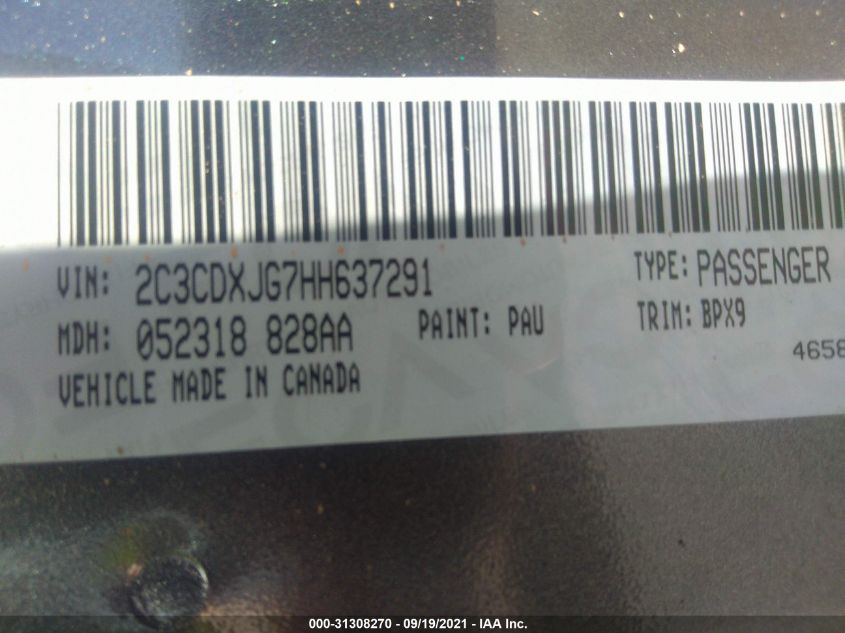 VIN: 2C3CDXJG7HH637291
TYPE: PASSENGER
MDH: 052318 828AA
PAINT: PAU
TRIM: BPX9
4658
VEHICLE MADE IN CANADA
000-31308270 - 09/19/2021 - IAA Inc.